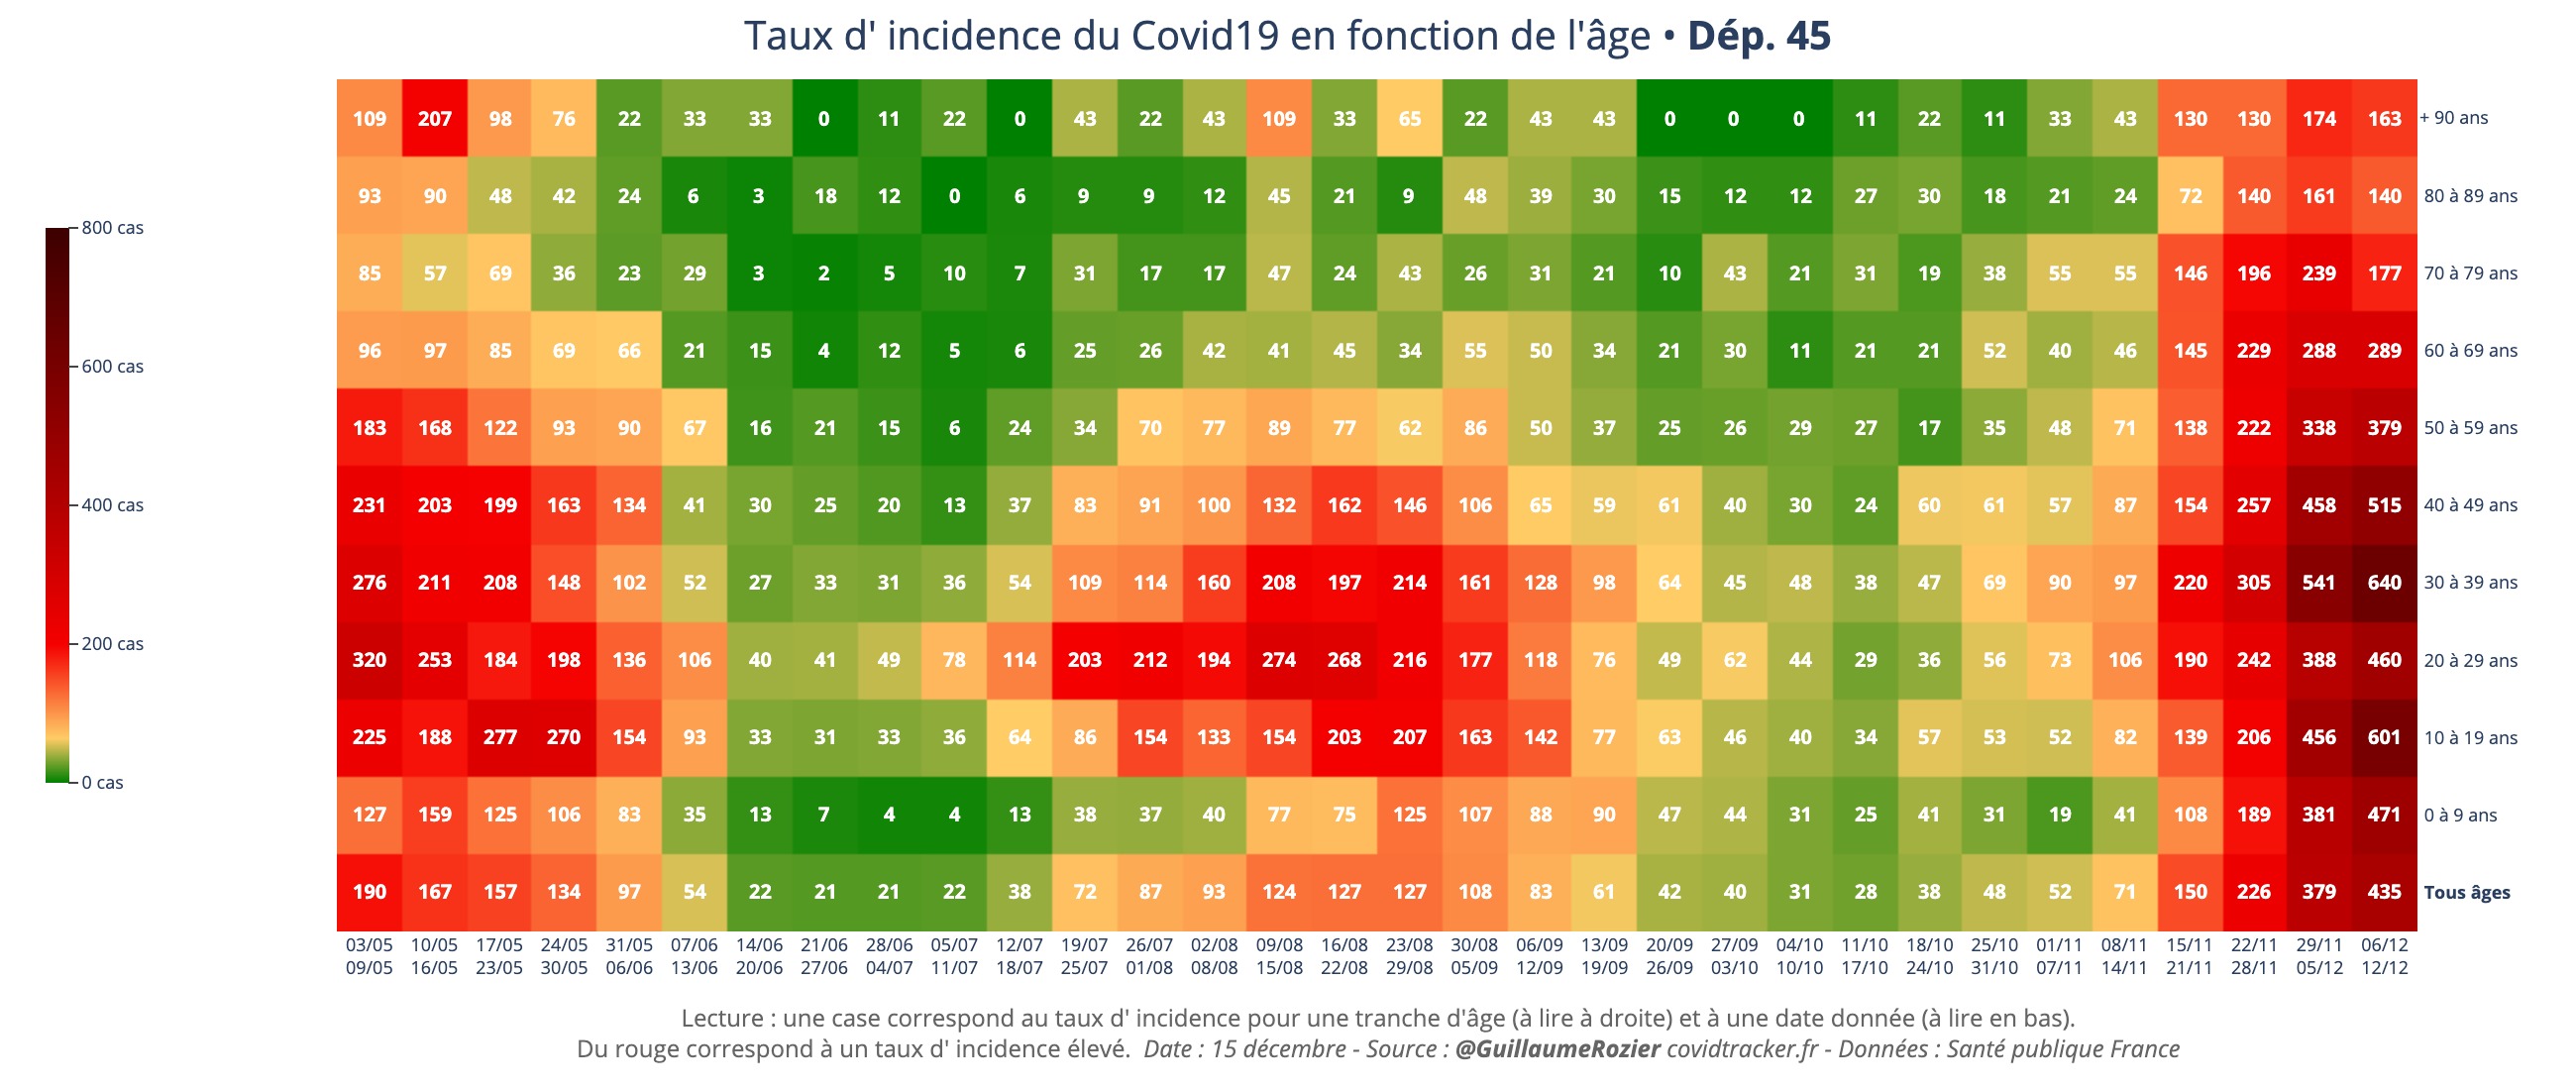 Taux d' incidence du Covid19 en fonction de l'âge • Dép. 45
109 207 98 76 22 33 33 0 11 22 0 43 22 43 109 33 65 22 43 43 0 0 0 11 22 11 33 43 130 130 174 163 + 90 ans
93 90 48 42 24 6 3 18 12 0 6 9 9 12 45 21 9 48 39 30 15 12 12 27 30 18 21 24 72 140 161 140 80 à 89 ans
800 cas
85 57 69 36 23 29 3 2 5 10 7 31 17 17 47 24 43 26 31 21 10 43 21 31 19 38 55 55 146 196 239 177 70 à 79 ans
96 97 85 69 66 21 15 4 12 5 6 25 26 42 41 45 34 55 50 34 21 30 11 21 21 52 40 46 145 229 288 289 60 à 69 ans
600 cas
183 168 122 93 90 67 16 21 15 6 24 34 70 77 89 77 62 86 50 37 25 26 29 27 17 35 48 71 138 222 338 379 50 à 59 ans
400 cas
231 203 199 163 134 41 30 25 20 13 37 83 91 100 132 162 146 106 65 59 61 40 30 24 60 61 57 87 154 257 458 515 40 à 49 ans
276 211 208 148 102 52 27 33 31 36 54 109 114 160 208 197 214 161 128 98 64 45 48 38 47 69 90 97 220 305 541 640 30 à 39 ans
200 cas
320 253 184 198 136 106 40 41 49 78 114 203 212 194 274 268 216 177 118 76 49 62 44 29 36 56 73 106 190 242 388 460 20 à 29 ans
225 188 277 270 154 93 33 31 33 36 64 86 154 133 154 203 207 163 142 77 63 46 40 34 57 53 52 82 139 206 456 601 10 à 19 ans
0 cas
127 159 125 106 83 35 13 7 4 4 13 38 37 40 77 75 125 107 88 90 47 44 31 25 41 31 19 41 108 189 381 471 0 à 9 ans
190 167 157 134 97 54 22 21 21 22 38 72 87 93 124 127 127 108 83 61 42 40 31 28 38 48 52 71 150 226 379 435 Tous âges
03/05 10/05 17/05 24/05 31/05 07/06 14/06 21/06 28/06 05/07 12/07 19/07 26/07 02/08 09/08 16/08 23/08 30/08 06/09 13/09 20/09 27/09 04/10 11/10 18/10 25/10 01/11 08/11 15/11 22/11 29/11 06/12
09/05 16/05 23/05 30/05 06/06 13/06 20/06 27/06 04/07 11/07 18/07 25/07 01/08 08/08 15/08 22/08 29/08 05/09 12/09 19/09 26/09 03/10 10/10 17/10 24/10 31/10 07/11 14/11 21/11 28/11 05/12 12/12
Lecture : une case correspond au taux d' incidence pour une tranche d'âge (à lire à droite) et à une date donnée (à lire en bas).
Du rouge correspond à un taux d' incidence élevé. Date : 15 décembre - Source : @GuillaumeRozier covidtracker.fr - Données : Santé publique France